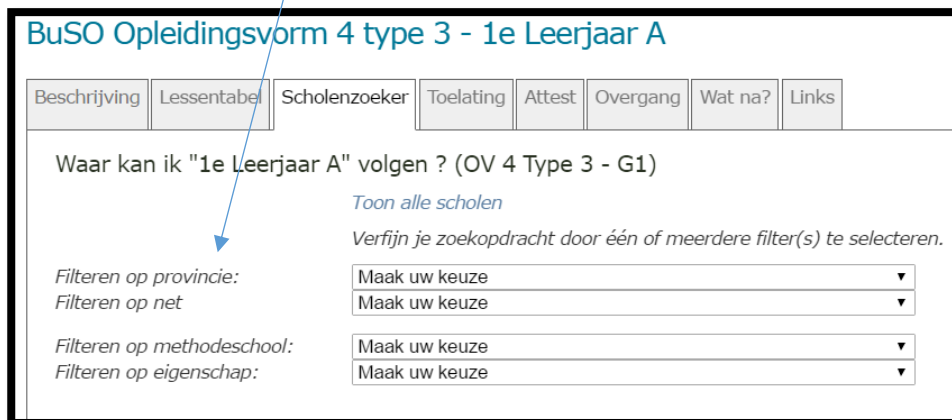 BuSO Opleidingsvorm 4 type 3 - 1e Leerjaar A
Beschrijving Lessentabel Scholenzoeker Toelating Attest Overgang Wat na? Links
Waar kan ik "1e Leerjaar A" volgen ? (OV 4 Type 3 - G1)
Toon alle scholen
Verfijn je zoekopdracht door één of meerdere filter(s) te selecteren.
Filteren op provincie: Maak uw keuze
Filteren op net Maak uw keuze
Filteren op methodeschool: Maak uw keuze
Filteren op eigenschap: Maak uw keuze